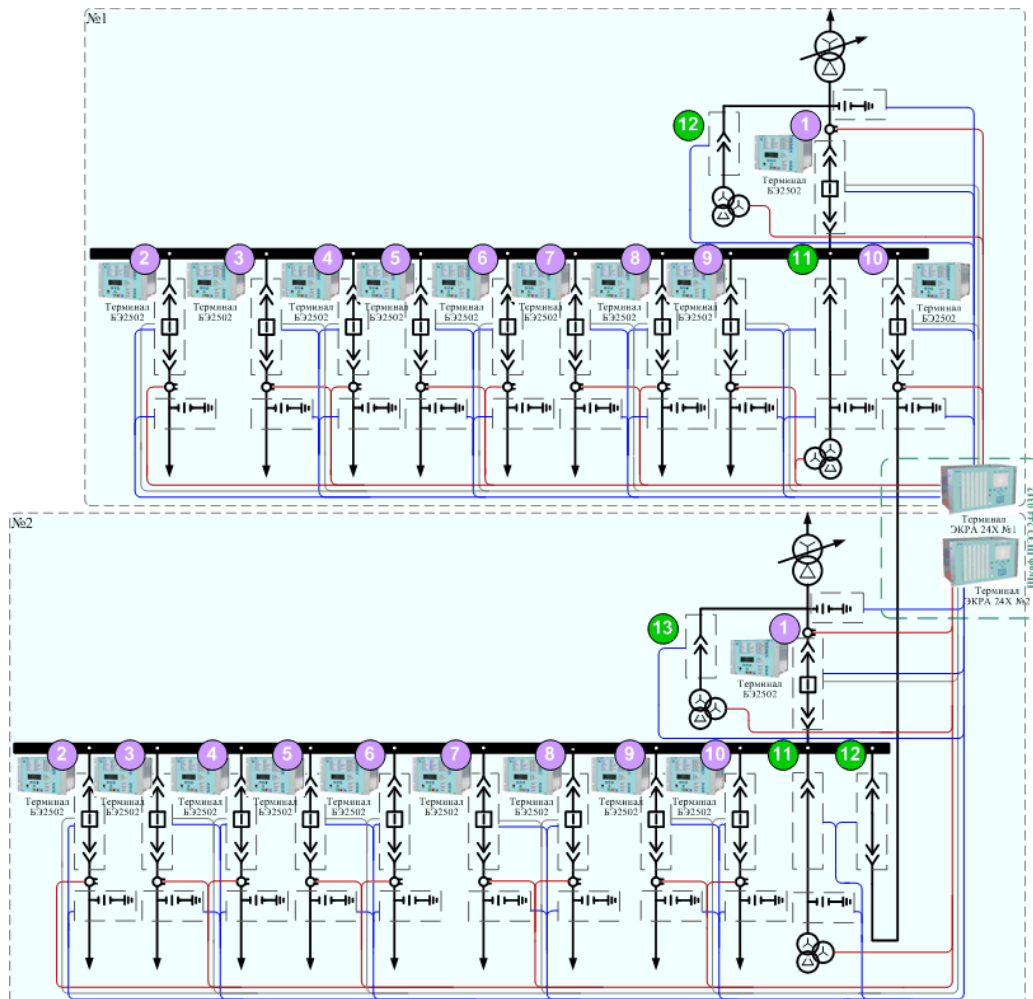 №1
12
1
Терминал
БЭ2502
2
3
4
5
6
7
8
9
11
10
Терминал
БЭ2502
Терминал
БЭ2502
Терминал
БЭ2502
Терминал
БЭ2502
Терминал
БЭ2502
Терминал
БЭ2502
Терминал
БЭ2502
Терминал
БЭ2502
Терминал
БЭ2502
Терминал
ЭКРА 24Х №1
№2
Терминал
ЭКРА 24Х №2
13
1
Терминал
БЭ2502
2
3
4
5
6
7
8
9
10
11
12
Терминал
БЭ2502
Терминал
БЭ2502
Терминал
БЭ2502
Терминал
БЭ2502
Терминал
БЭ2502
Терминал
БЭ2502
Терминал
БЭ2502
Терминал
БЭ2502
Терминал
БЭ2502